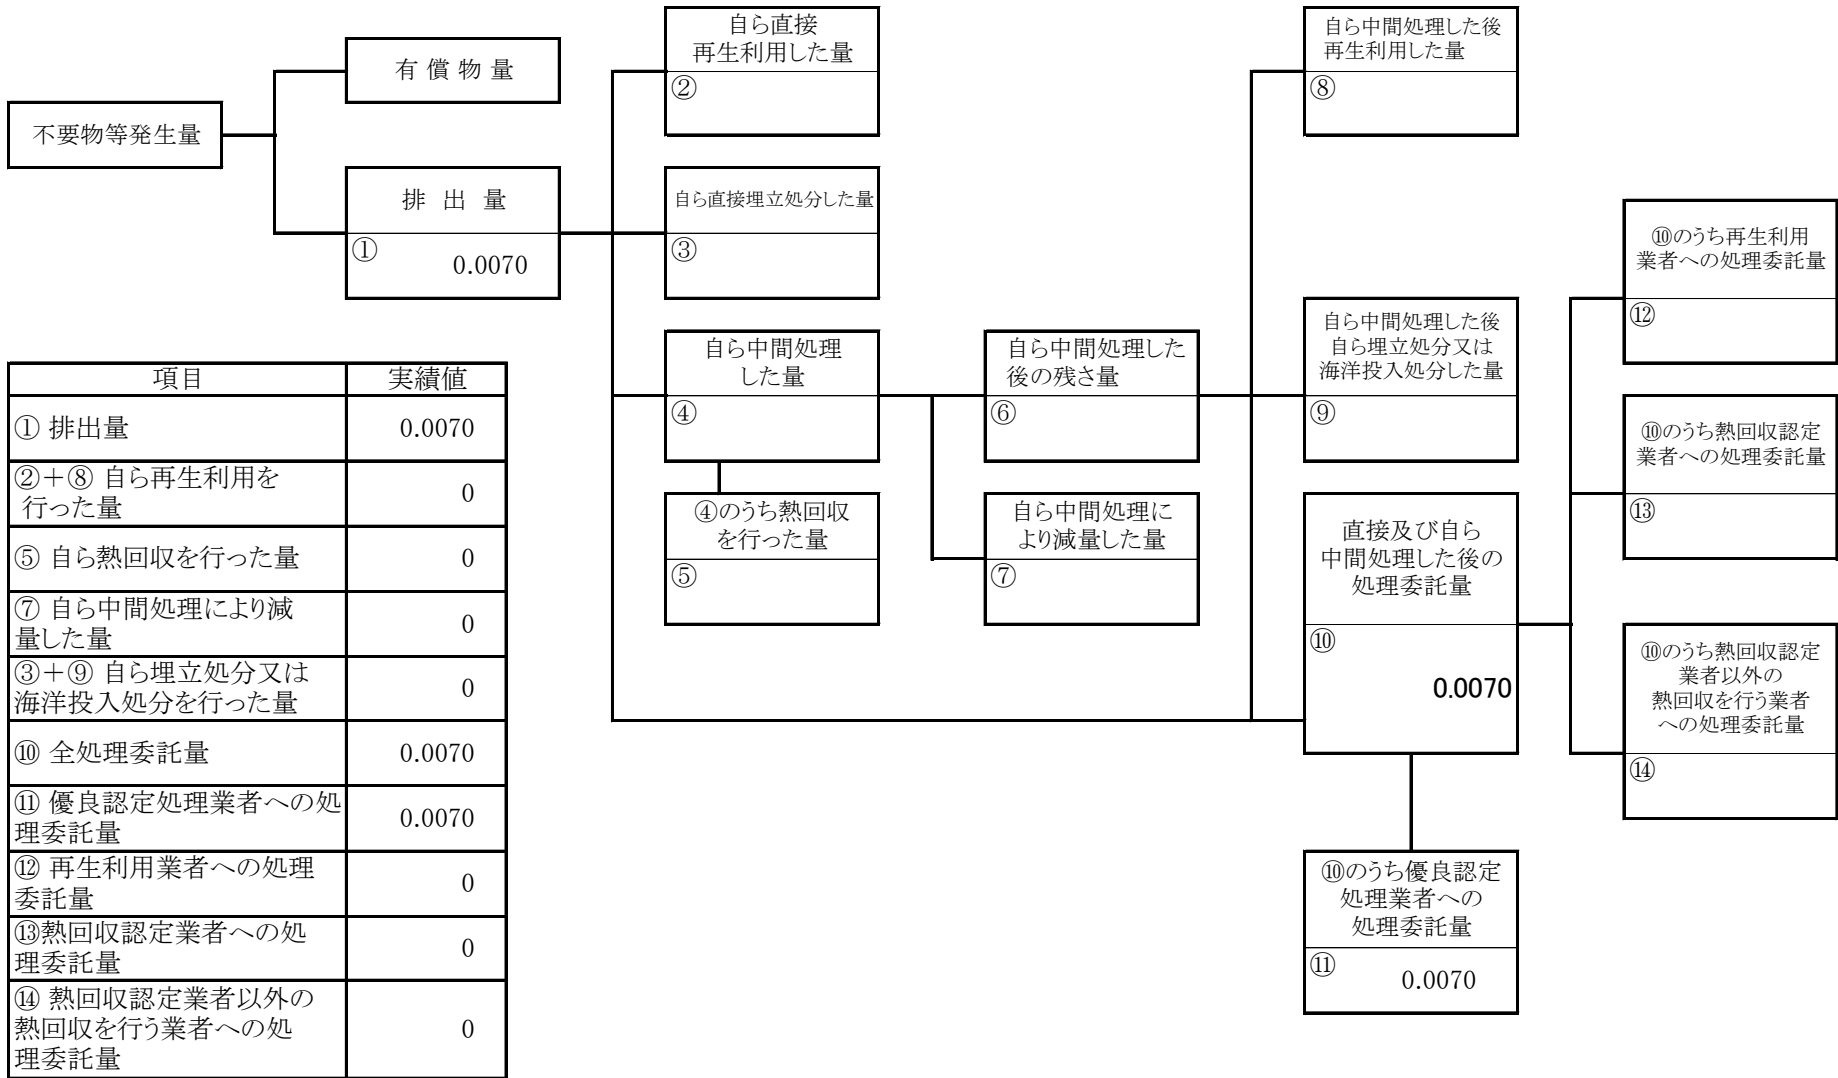 不要物等発生量
有 償 物 量
排 出 量
①
0.0070
自ら直接
再生利用した量
②
自ら直接埋立処分した量
③
自ら中間処理
した量
④
④のうち熱回収
を行った量
⑤
自ら中間処理した
後の残さ量
⑥
自ら中間処理に
より減量した量
⑦
自ら中間処理した後
再生利用した量
⑧
自ら中間処理した後
自ら埋立処分又は
海洋投入処分した量
⑨
直接及び自ら
中間処理した後の
処理委託量
⑩
0.0070
⑩のうち優良認定
処理業者への
処理委託量
⑪
0.0070
⑩のうち再生利用
業者への処理委託量
⑫
⑩のうち熱回収認定
業者への処理委託量
⑬
⑩のうち熱回収認定
業者以外の
熱回収を行う業者
への処理委託量
⑭
項目 実績値
① 排出量 0.0070
②＋⑧ 自ら再生利用を
行った量 0
⑤ 自ら熱回収を行った量 0
⑦ 自ら中間処理により減
量した量 0
③＋⑨ 自ら埋立処分又は
海洋投入処分を行った量 0
⑩ 全処理委託量 0.0070
⑪ 優良認定処理業者への処
理委託量 0.0070
⑫ 再生利用業者への処理
委託量 0
⑬熱回収認定業者への処
理委託量 0
⑭ 熱回収認定業者以外の
熱回収を行う業者への処
理委託量 0